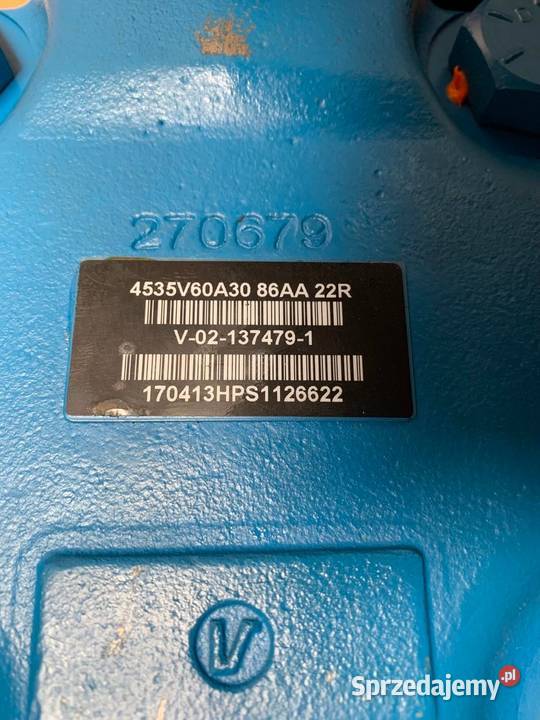 270679
4535V60A30 86AA 22R
V-02-137479-1
170413HPS1126622
V
Sprzedajemy.pl